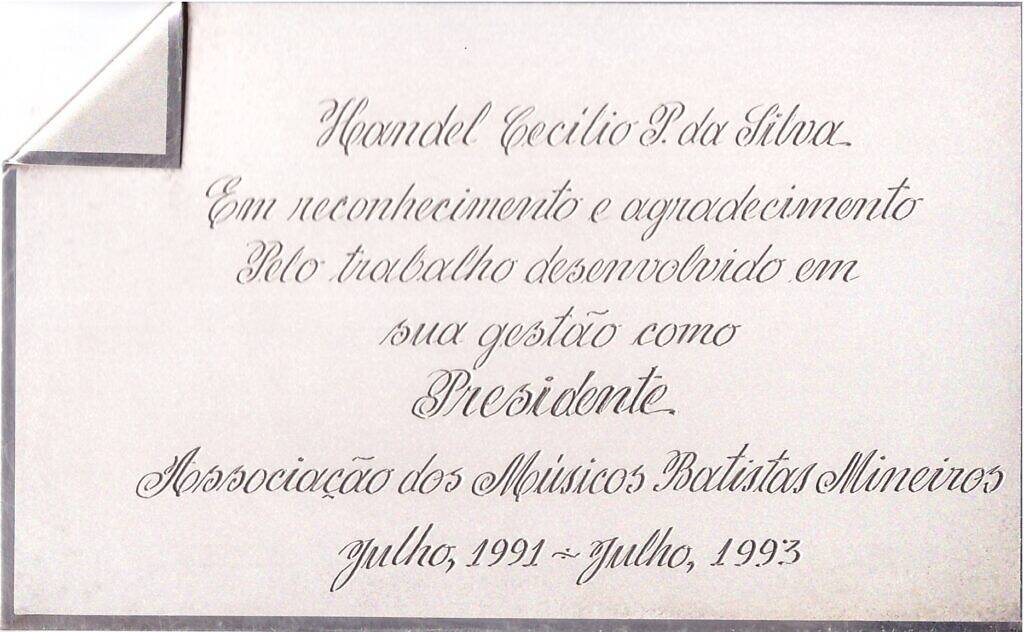 Handel Cecilio P. da Silva
Em reconhecimento e agradecimento
Pelo trabalho desenvolvido em
sua gestão como
Presidente
Associação dos Músicos Batistas Mineiros
Julho, 1991 ~ Julho, 1993